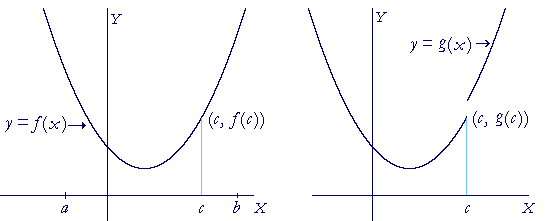 Y
y = f(x)
(c, f(c))
a
c
b
X
Y
y = g(x)
(c, g(c))
c
X